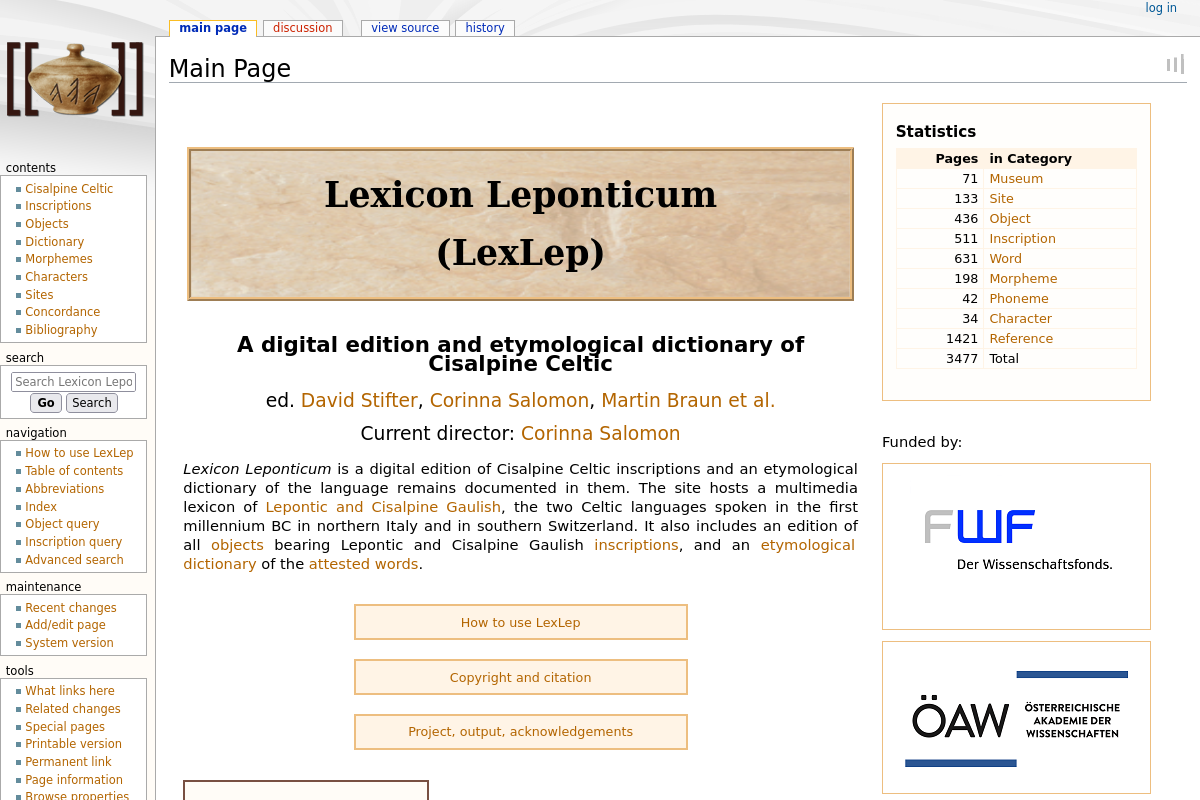 log in
main page
discussion
view source
history
Main Page
contents
Cisalpine Celtic
Inscriptions
Objects
Dictionary
Morphemes
Characters
Sites
Concordance
Bibliography
search
Search Lexicon Lepo
Go
Search
navigation
How to use LexLep
Table of contents
Abbreviations
Index
Object query
Inscription query
Advanced search
maintenance
Recent changes
Add/edit page
System version
tools
What links here
Related changes
Special pages
Printable version
Permanent link
Page information
Browse properties
Lexicon Leponticum
(LexLep)
A digital edition and etymological dictionary of
Cisalpine Celtic
ed. David Stifter, Corinna Salomon, Martin Braun et al.
Current director: Corinna Salomon
Lexicon Leponticum is a digital edition of Cisalpine Celtic inscriptions and an etymological
dictionary of the language remains documented in them. The site hosts a multimedia
lexicon of Lepontic and Cisalpine Gaulish, the two Celtic languages spoken in the first
millennium BC in northern Italy and in southern Switzerland. It also includes an edition of
all objects bearing Lepontic and Cisalpine Gaulish inscriptions, and an etymological
dictionary of the attested words.
How to use LexLep
Copyright and citation
Project, output, acknowledgements
Statistics
Pages in Category
71 Museum
133 Site
436 Object
511 Inscription
631 Word
198 Morpheme
42 Phoneme
34 Character
1421 Reference
3477 Total
Funded by:
FWF
Der Wissenschaftsfonds.
ÖAW
ÖSTERREICHISCHE
AKADEMIE DER
WISSENSCHAFTEN